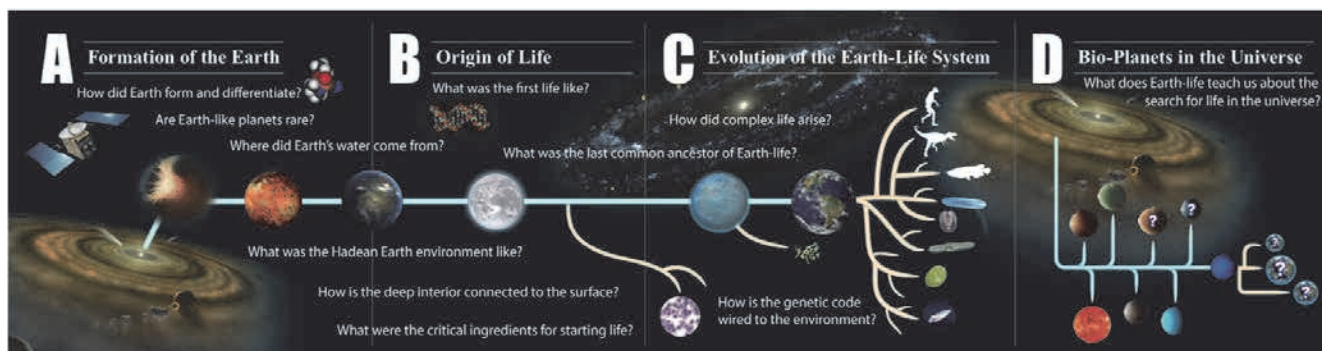 A Formation of the Earth
How did Earth form and differentiate?
Are Earth-like planets rare?
Where did Earth's water come from?
B Origin of Life
What was the first life like?
What was the last common ancestor of Earth-life?
What was the Hadean Earth environment like?
How is the deep interior connected to the surface?
What were the critical ingredients for starting life?
C Evolution of the Earth-Life System
How did complex life arise?
How is the genetic code
wired to the environment?
D Bio-Planets in the Universe
What does Earth-life teach us about the
search for life in the universe?
?
?
?
?
?